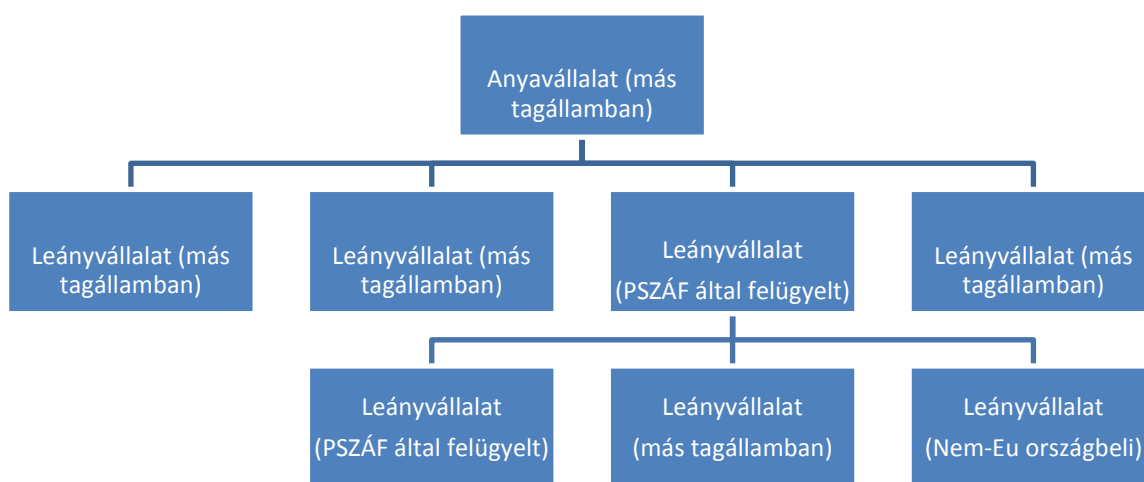 Anyavállalat (más
tagállamban)
Leányvállalat (más
tagállamban)
Leányvállalat (más
tagállamban)
Leányvállalat
(PSZÁF által felügyelt)
Leányvállalat (más
tagállamban)
Leányvállalat
(PSZÁF által felügyelt)
Leányvállalat
(más tagállamban)
Leányvállalat
(Nem-Eu országbeli)